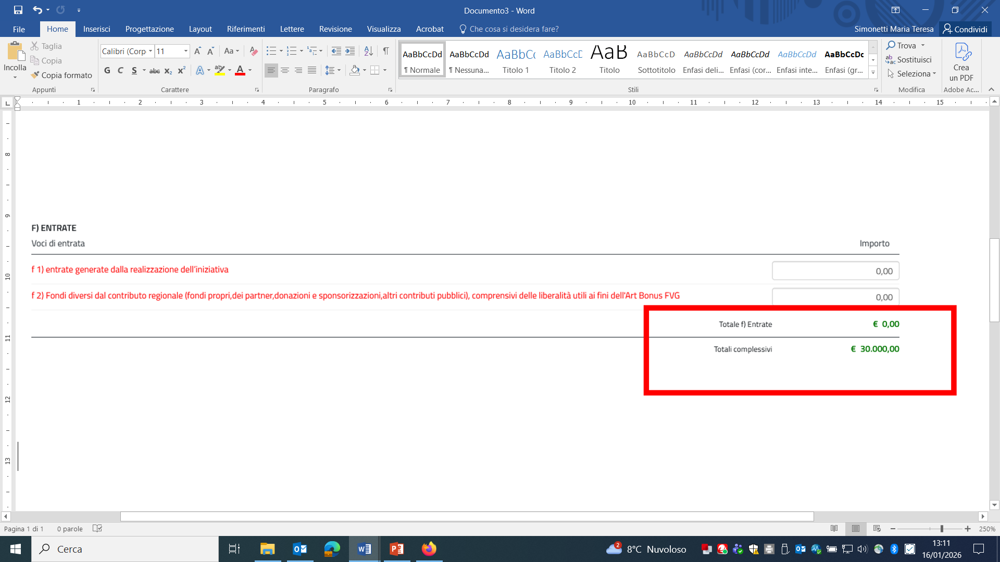 Documento3 - Word
File Home Inserisci Progettazione Layout Riferimenti Lettere Revisione Visualizza Acrobat Che cosa si desidera fare? Simonetti Maria Teresa Condividi
Incolla
Taglia
Copia
Copia formato
Appunti
Calibri (Corp 11
Aa
G C S abc x₂ x² A ab A
Carattere
Paragrafo
AaBbCcDd AaBbCcDd AaBbCc AaBbCcD AaB AaBbCcD AaBbCcDd AaBbCcDd AaBbCcDd AaBbCcDc
¶ Normale ¶ Nessuna... Titolo 1 Titolo 2 Titolo Sottotitolo Enfasi deli... Enfasi (cor... Enfasi inte... Enfasi (gr...
Stili
Trova
Sostituisci
Seleziona
Modifica
Crea
un PDF
Adobe Ac...
L 1 2 3 4 5 6 7 8 9 10 11 12 13 14 15
8
9
10
11
12
13
F) ENTRATE
Voci di entrata Importo
f 1) entrate generate dalla realizzazione dell'iniziativa 0,00
f 2) Fondi diversi dal contributo regionale (fondi propri,dei partner,donazioni e sponsorizzazioni,altri contributi pubblici), comprensivi delle liberalità utili ai fini dell'Art Bonus FVG 0,00
Totale f) Entrate € 0,00
Totali complessivi € 30.000,00
Pagina 1 di 1 0 parole 250%
Cerca
2
8°C Nuvoloso
13:11
16/01/2026